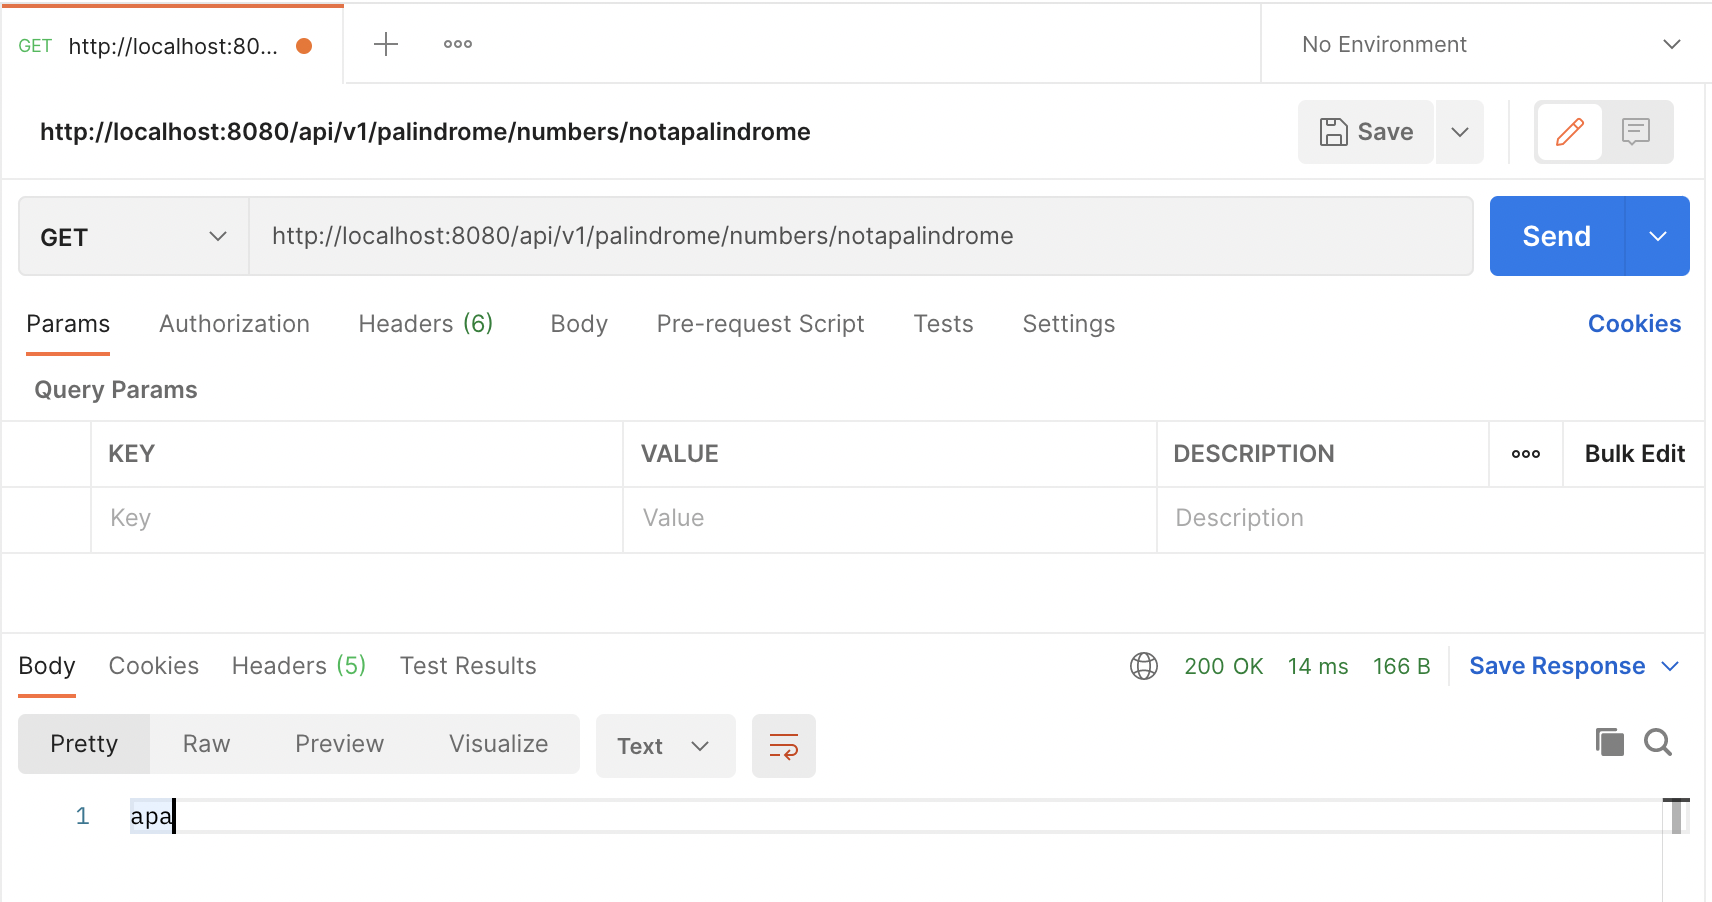 GET http://localhost:80... No Environment
http://localhost:8080/api/v1/palindrome/numbers/notapalindrome Save
GET http://localhost:8080/api/v1/palindrome/numbers/notapalindrome Send
Params Authorization Headers (6) Body Pre-request Script Tests Settings Cookies
Query Params
KEY VALUE DESCRIPTION Bulk Edit
Key Value Description
Body Cookies Headers (5) Test Results 200 OK 14 ms 166 B Save Response
Pretty Raw Preview Visualize Text
1 apa